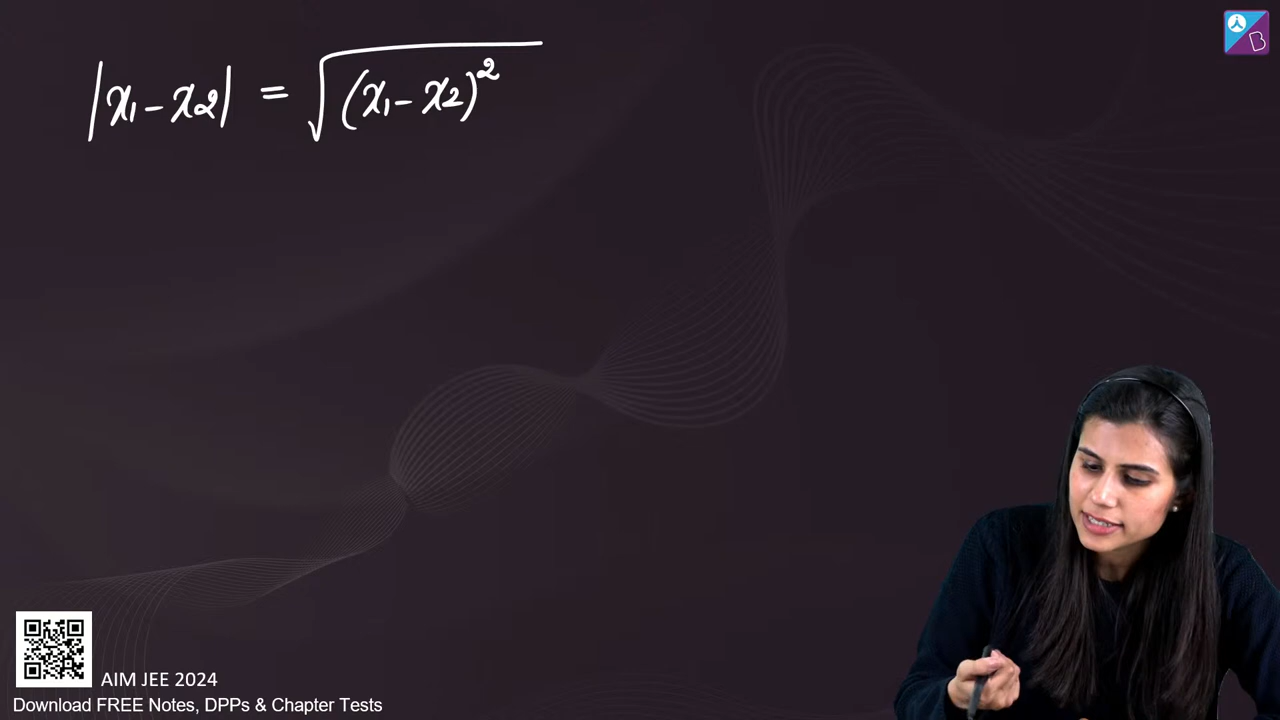 |x₁ - x₂| = √(x₁ - x₂)²
AIM JEE 2024
Download FREE Notes, DPPs & Chapter Tests